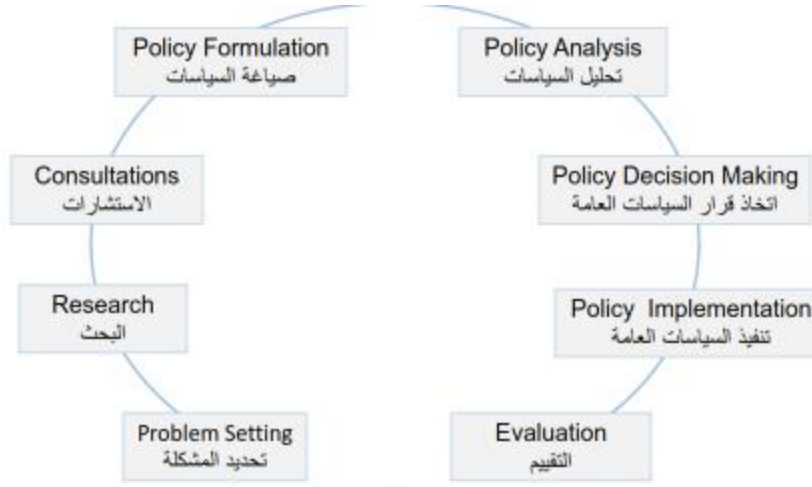 Policy Formulation
صياغة السياسات
Policy Analysis
تحليل السياسات
Consultations
الاستشارات
Policy Decision Making
اتخاذ قرار السياسات العامة
Research
البحث
Policy Implementation
تنفيذ السياسات العامة
Problem Setting
تحديد المشكلة
Evaluation
التقييم